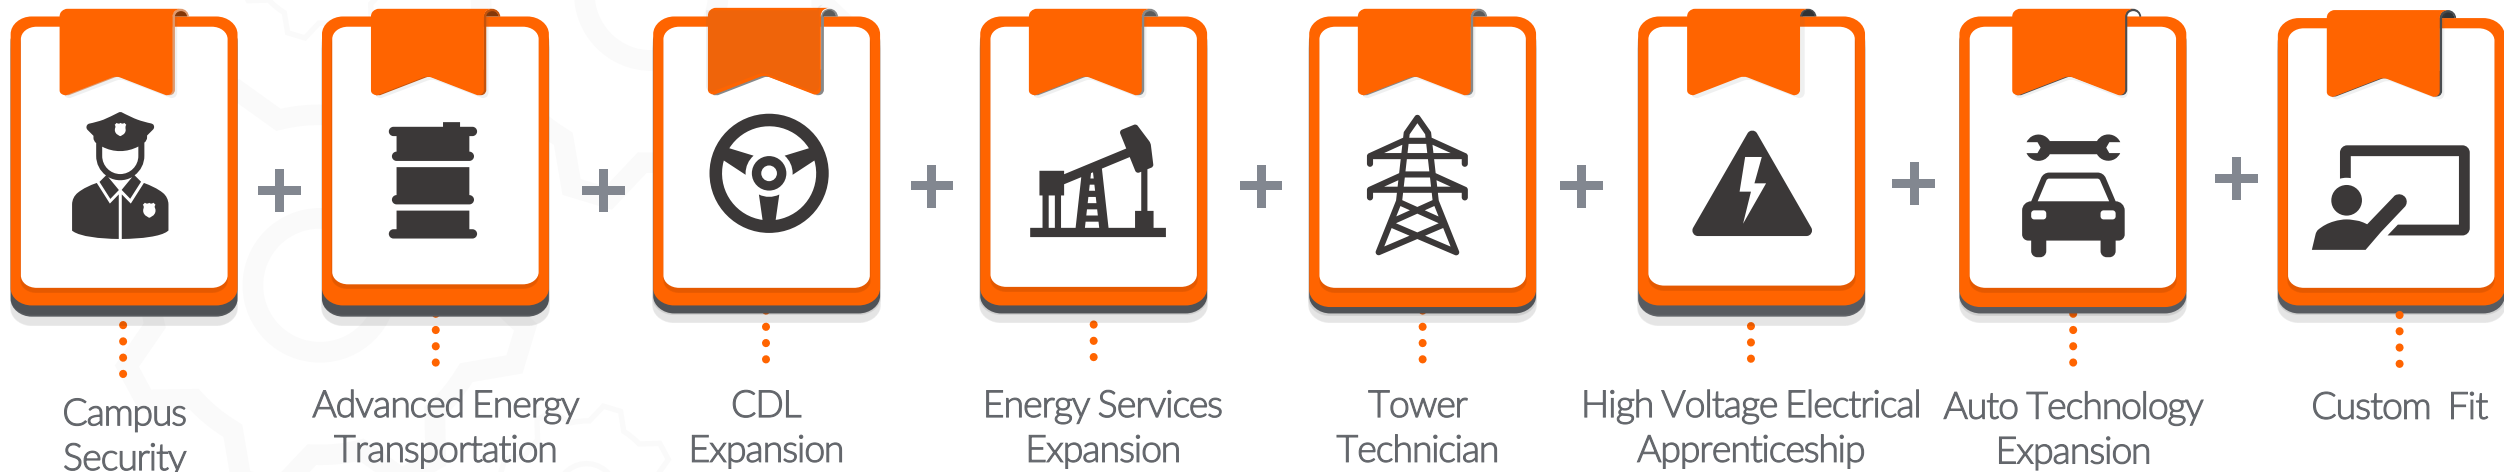 Campus
Security
Advanced Energy
Transportation
CDL
Expansion
Energy Services
Expansion
Tower
Technician
High Voltage Electrical
Apprenticeship
Auto Technology
Expansion
Custom Fit